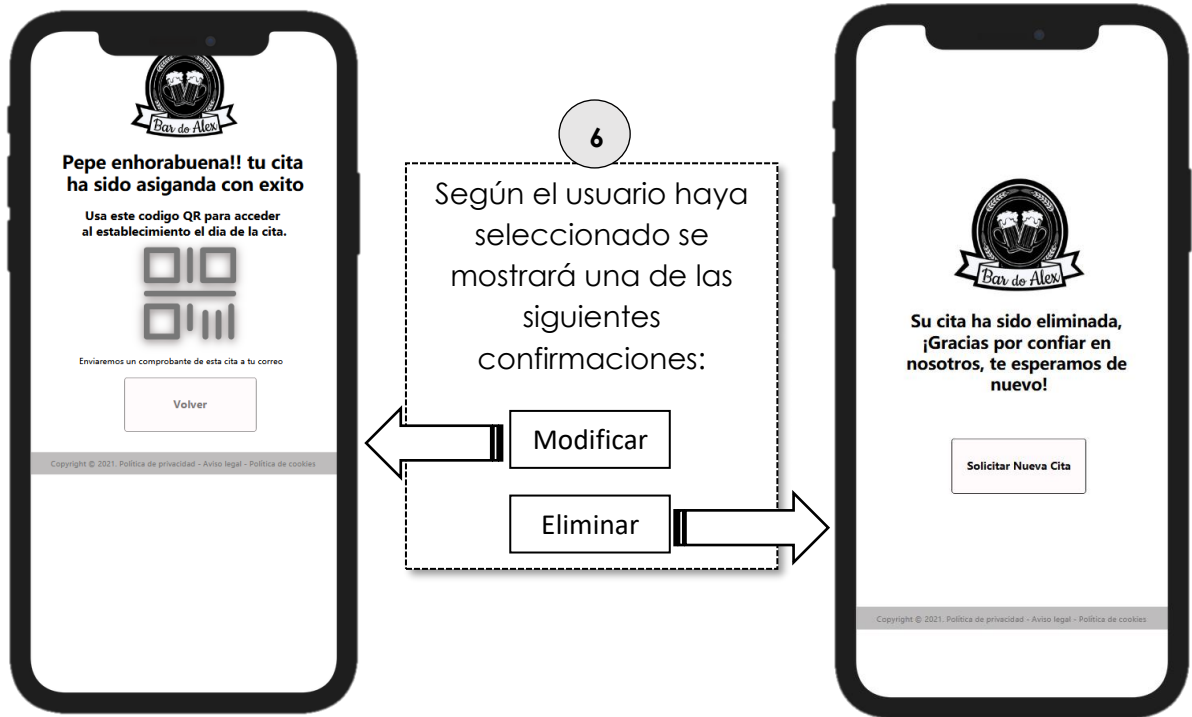 Bar do Alex
Pepe enhorabuena!! tu cita
ha sido asiganda con exito
Usa este codigo QR para acceder
al establecimiento el dia de la cita.
Enviaremos un comprobante de esta cita a tu correo
Volver
Copyright © 2021. Política de privacidad - Aviso legal - Política de cookies
6
Según el usuario haya
seleccionado se
mostrará una de las
siguientes
confirmaciones:
Modificar
Eliminar
Bar do Alex
Su cita ha sido eliminada,
¡Gracias por confiar en
nosotros, te esperamos de
nuevo!
Solicitar Nueva Cita
Copyright © 2021. Política de privacidad - Aviso legal - Política de cookies